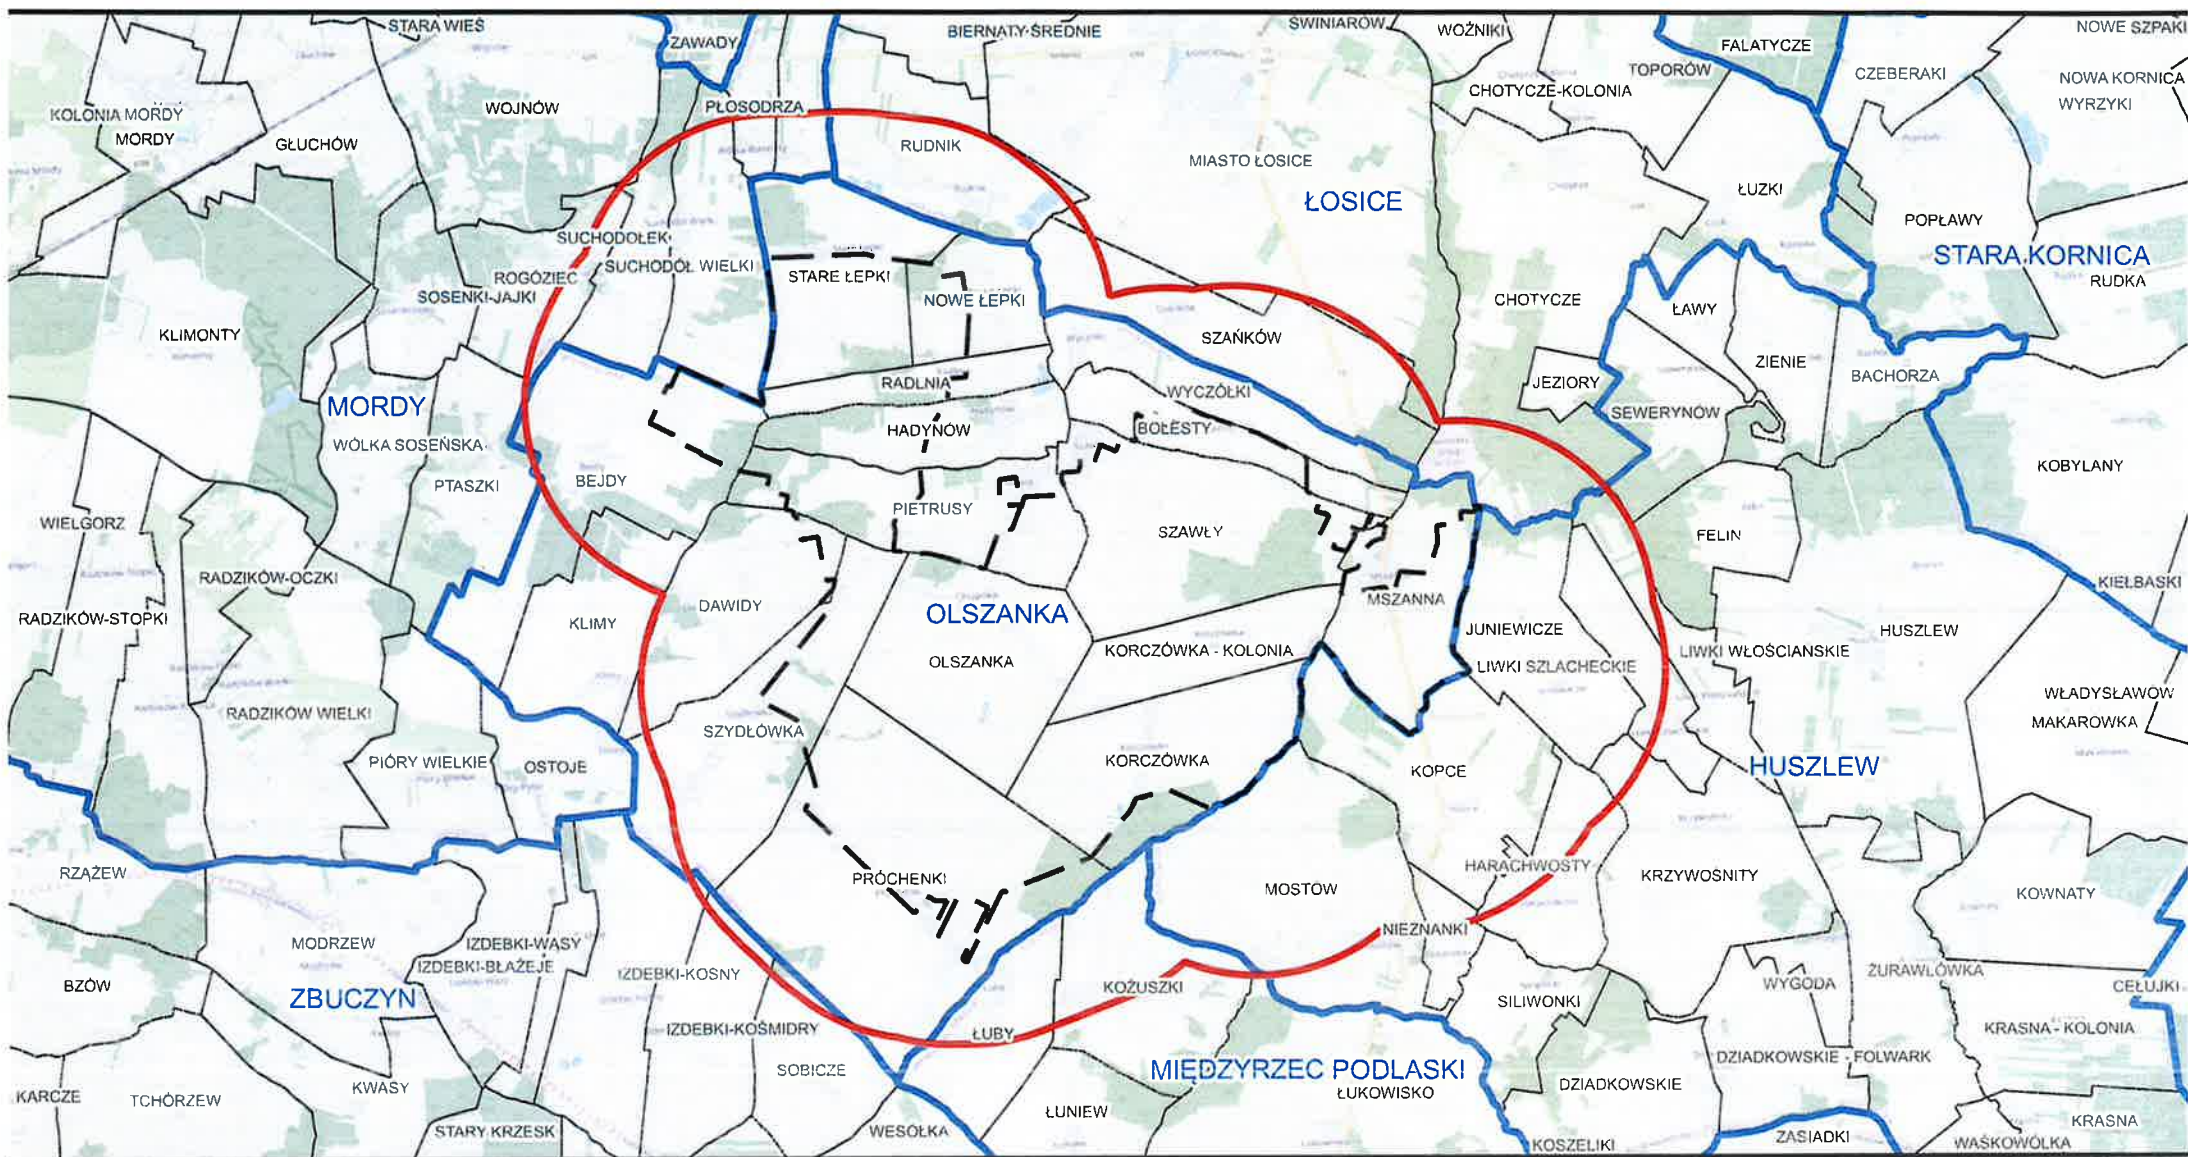 STARA WIEŚ
ZAWADY
BIERNATY-ŚREDNIE
ŚWINIARÓW
WOŹNIKI
FALATYCZE
NOWE SZPAKI
TOPORÓW
CZEBERAKI
NOWA KORNICA
WYRZYKI
CHOTYCZE-KOLONIA
KOLONIA MORDY
MORDY
WOJNÓW
PŁOSODRZA
GŁUCHÓW
RUDNIK
MIASTO ŁOSICE
ŁOSICE
ŁUZKI
POPŁAWY
STARA KORNICA
RUDKA
SUCHODOŁEK
SUCHODÓŁ WIELKI
ROGÓZIEC
SOSENKI-JAJKI
STARE ŁEPKI
NOWE ŁEPKI
CHOTYCZE
ŁAWY
KLIMONTY
SZAŃKÓW
ZIENIE
BACHORZA
RADLNIA
WYCZÓŁKI
JEZIORY
SEWERYNÓW
MORDY
WÓLKA SOSEŃSKA
HADYNÓW
BOLESTY
KOBYLANY
PTASZKI
BEJDY
PIETRUSY
SZAWŁY
FELIN
WIELGORZ
RADZIKÓW-OCZKI
KIEŁBASKI
RADZIKÓW-STOPKI
KLIMY
DAWIDY
OLSZANKA
MSZANNA
JUNIEWICZE
HUSZLEW
OLSZANKA
KORCZÓWKA - KOLONIA
LIWKI SZLACHECKIE
LIWKI WŁOŚCIANSKIE
WŁADYSŁAWÓW
MAKAROWKA
RADZIKÓW WIELKI
SZYDŁÓWKA
PIÓRY WIELKIE
OSTOJE
KORCZÓWKA
KOPCE
HUSZLEW
RZĄŻEW
PRÓCHENKI
MOSTÓW
HARACHWOSTY
KRZYWOŚNITY
KOWNATY
NIEZNANKI
MODRZEW
IZDEBKI-WĄSY
IZDEBKI-BŁAŻEJE
IZDEBKI-KOSNY
BZÓW
ZBUCZYN
KOŻUSZKI
SILIWONKI
WYGODA
ŻURAWLÓWKA
CEŁUJKI
IZDEBKI-KOŚMIDRY
ŁUBY
KRASNA - KOLONIA
SOBICZE
MIĘDZYRZEC PODLASKI
ŁUKOWISKO
DZIADKOWSKIE
DZIADKOWSKIE - FOLWARK
KARCZE
TCHÓRZEW
KWASY
ŁUNIEW
KRASNA
STARY KRZESK
WESÓŁKA
KOSZELIKI
ZASIADKI
WAŚKOWÓLKA